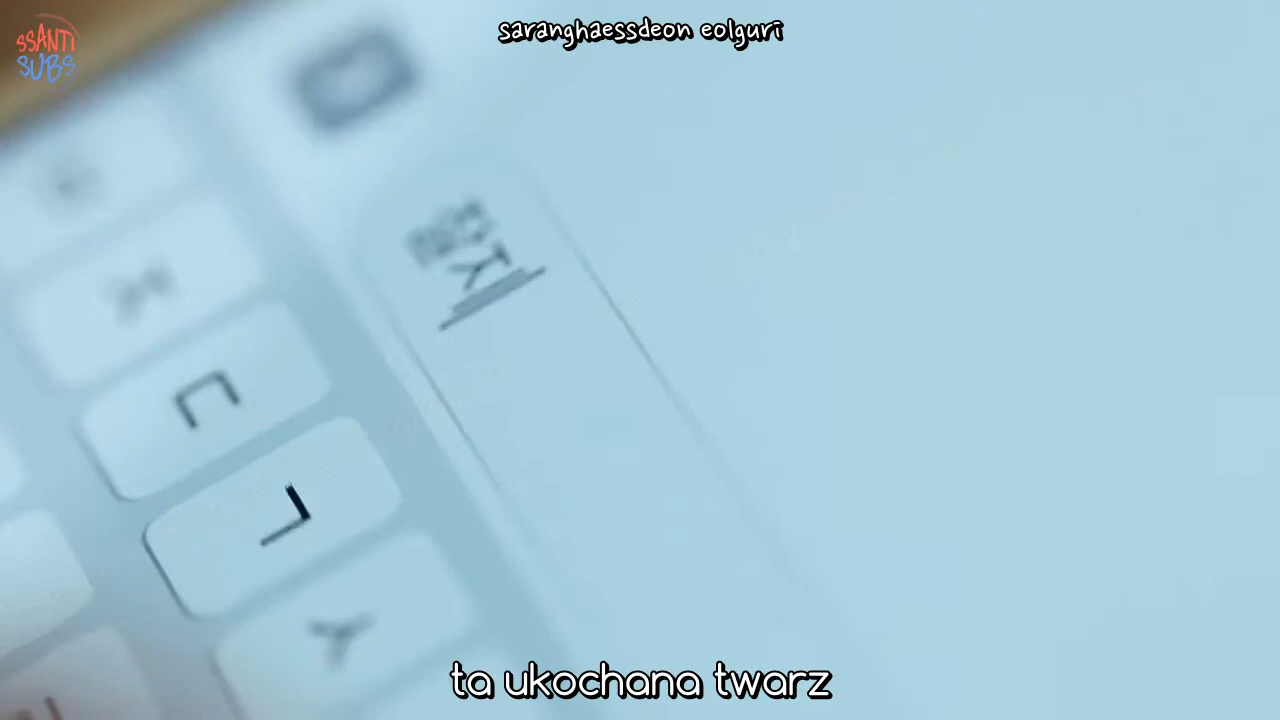 SSANTI
SUBS
saranghaessdeon eolguri
ㅈ
ㄷ
ㄱ
ㅅ
ta ukochana twarz